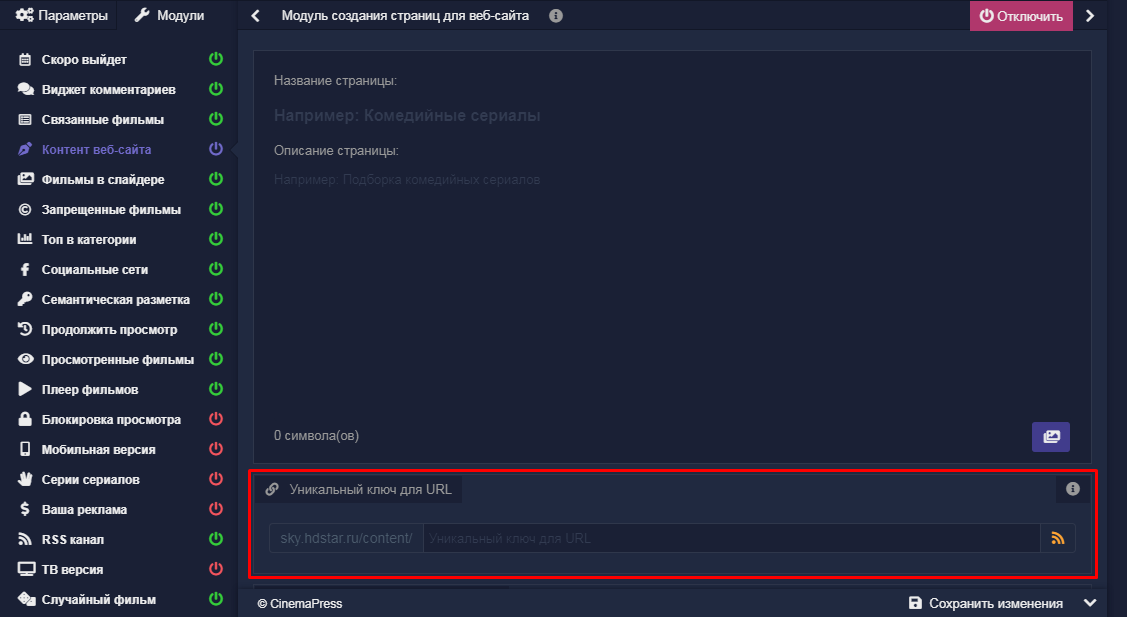 Параметры
Модули
Модуль создания страниц для веб-сайта
Отключить
Скоро выйдет
Виджет комментариев
Связанные фильмы
Контент веб-сайта
Фильмы в слайдере
Запрещенные фильмы
Топ в категории
Социальные сети
Семантическая разметка
Продолжить просмотр
Просмотренные фильмы
Плеер фильмов
Блокировка просмотра
Мобильная версия
Серии сериалов
Ваша реклама
RSS канал
ТВ версия
Случайный фильм
Название страницы:
Например: Комедийные сериалы
Описание страницы:
Например: Подборка комедийных сериалов
0 символа(ов)
Уникальный ключ для URL
sky.hdstar.ru/content/ Уникальный ключ для URL
© CinemaPress
Сохранить изменения